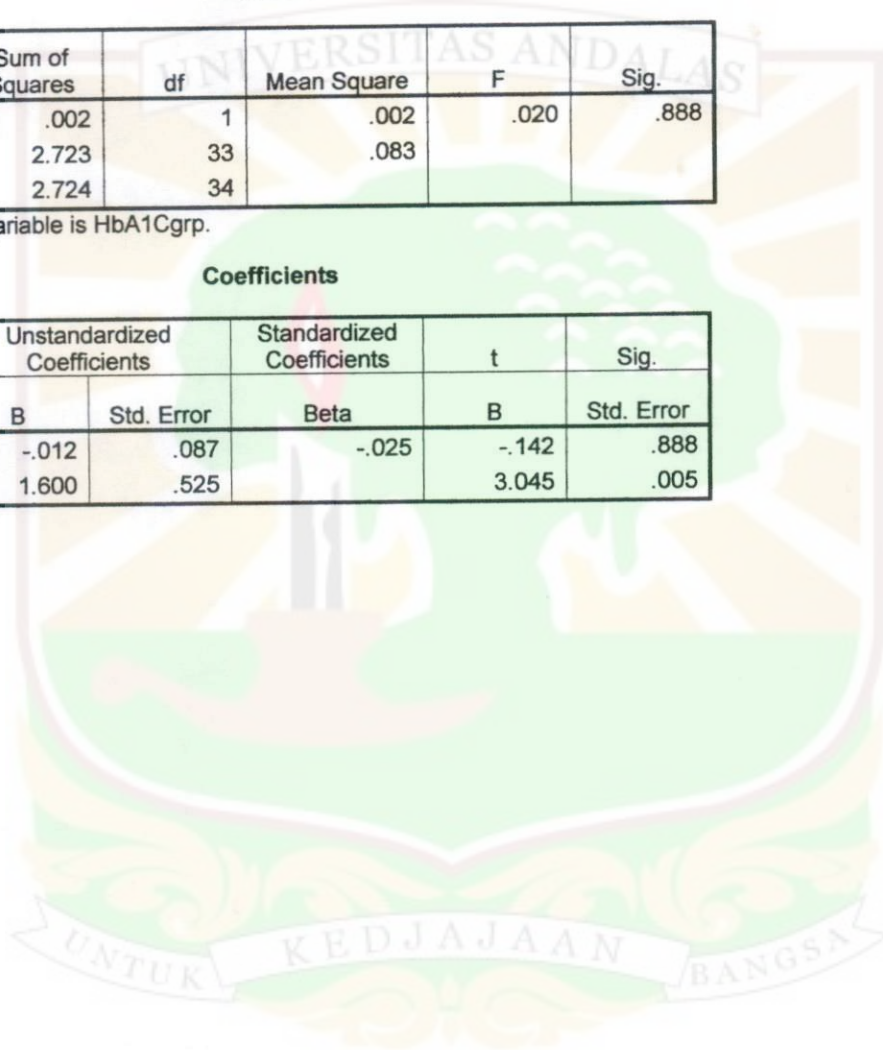 UNIVERSITAS ANDALAS
Sum of
Squares df Mean Square F Sig.
.002 1 .002 .020 .888
2.723 33 .083
2.724 34
ariable is HbA1Cgrp.
Coefficients
Unstandardized Standardized
Coefficients Coefficients t Sig.
B Std. Error Beta B Std. Error
-.012 .087 -.025 -.142 .888
1.600 .525 3.045 .005
UNTUK KEDJAJAAN BANGSA